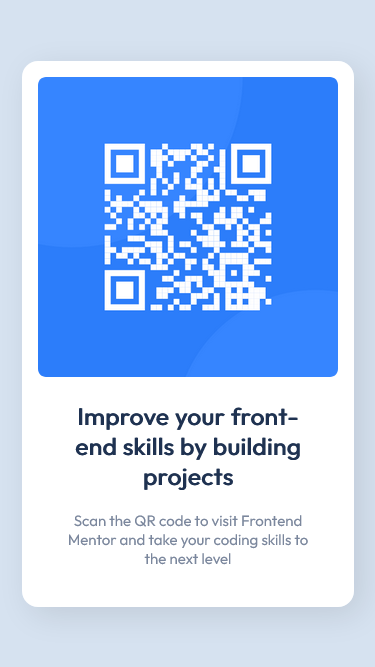 Improve your front-
end skills by building
projects
Scan the QR code to visit Frontend
Mentor and take your coding skills to
the next level